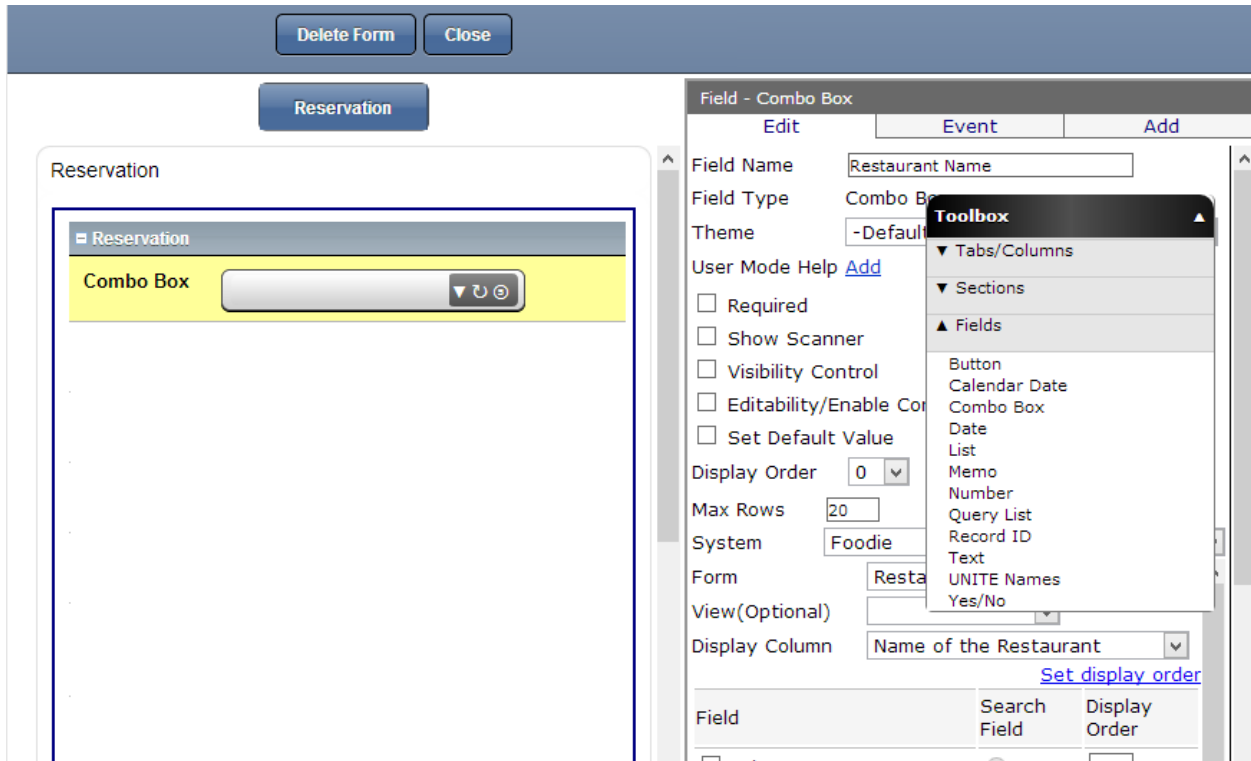 Delete Form Close
Reservation
Reservation
Reservation
Combo Box
Field - Combo Box
Edit Event Add
Field Name Restaurant Name
Field Type Combo
Theme -Default
User Mode Help Add
Required
Show Scanner
Visibility Control
Editability/Enable
Set Default Value
Display Order 0
Max Rows 20
System Foodie
Form Resta
View(Optional)
Display Column Name of the Restaurant
Set display order
Field Search Field Display Order
Toolbox
Tabs/Columns
Sections
Fields
Button
Calendar Date
Combo Box
Date
List
Memo
Number
Query List
Record ID
Text
UNITE Names
Yes/No